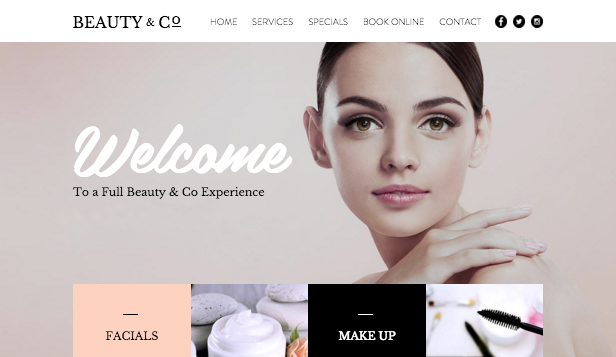 BEAUTY & Co
HOME SERVICES SPECIALS BOOK ONLINE CONTACT
Welcome
To a Full Beauty & Co Experience
FACIALS
MAKE UP